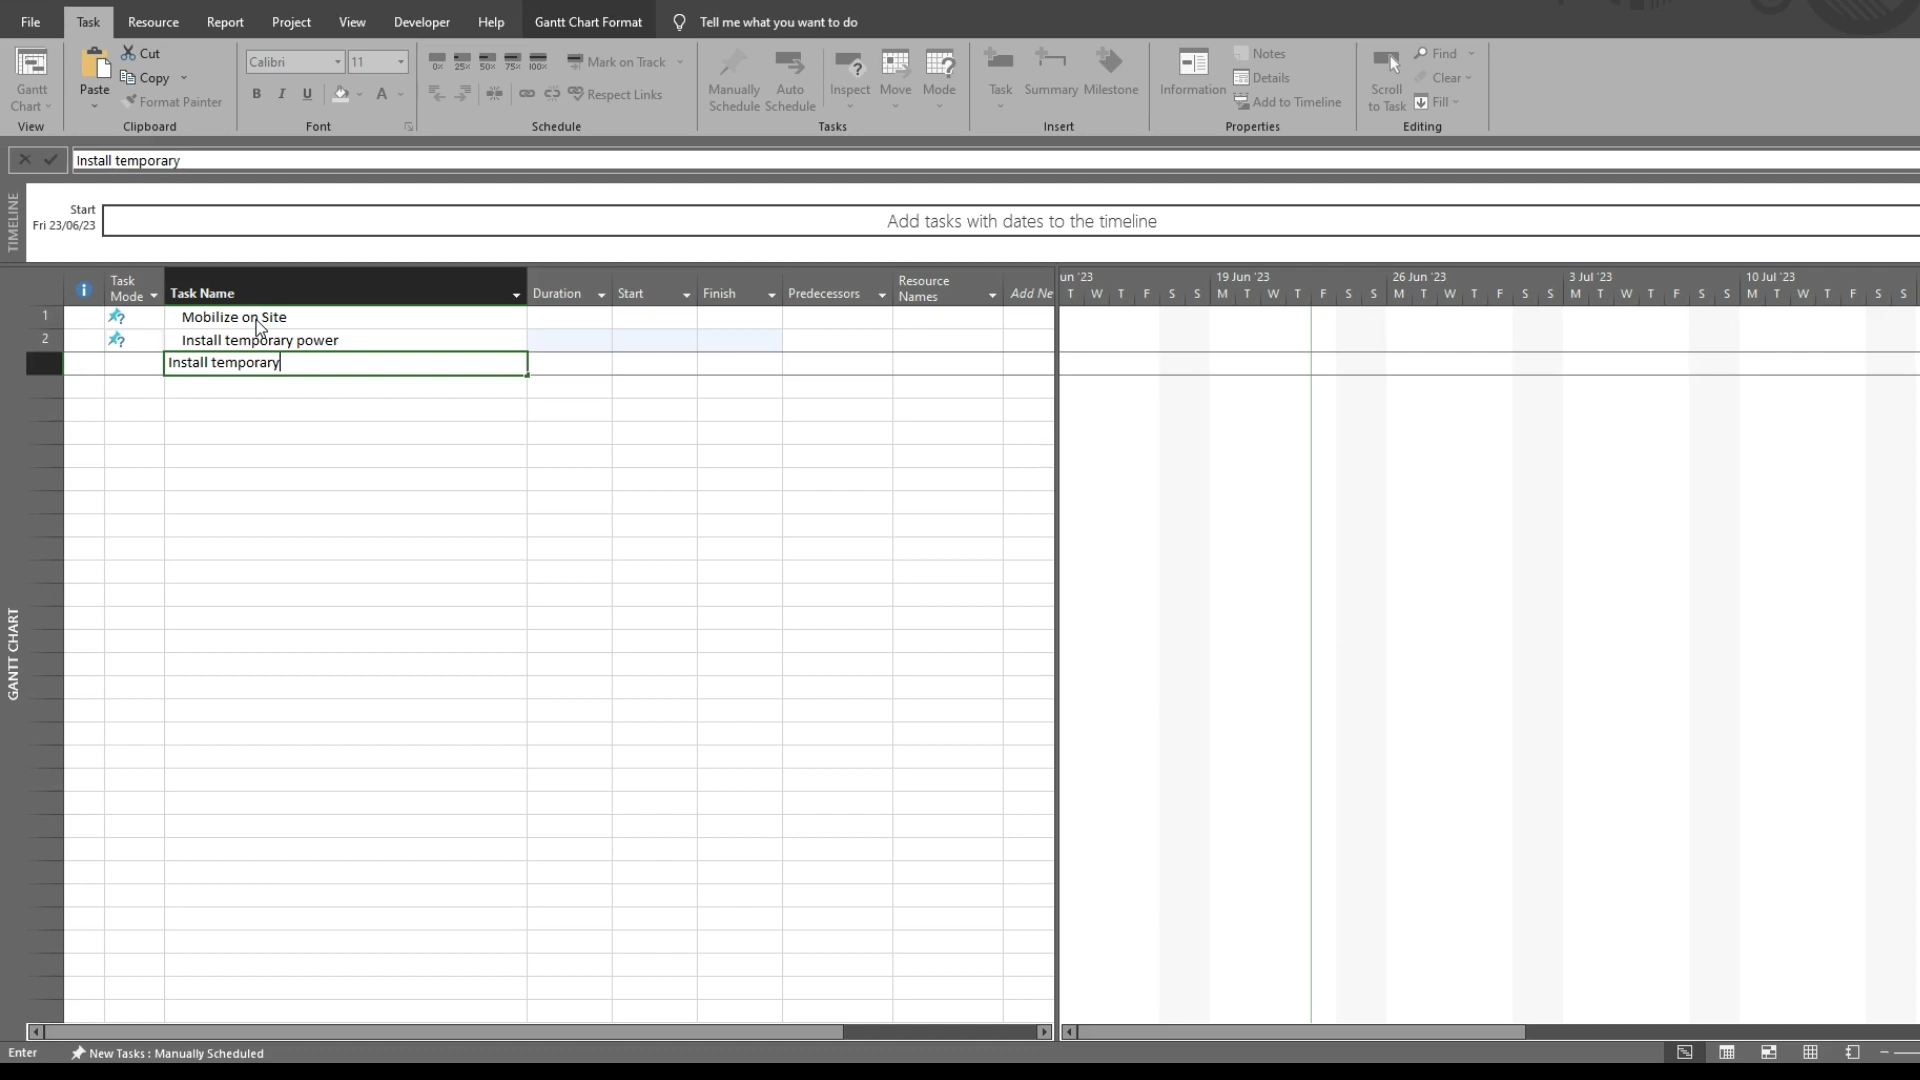 File Task Resource Report Project View Developer Help Gantt Chart Format Tell me what you want to do
Gantt Chart
View
Paste
Cut
Copy
Format Painter
Clipboard
Calibri 11
B I U A
Font
0% 25% 50% 75% 100%
Mark on Track
Respect Links
Schedule
Manually Schedule
Auto Schedule
Inspect
Move
Mode
Tasks
Task
Summary
Milestone
Insert
Information
Notes
Details
Add to Timeline
Properties
Scroll to Task
Find
Clear
Fill
Editing
Install temporary
TIMELINE
Start
Fri 23/06/23
Add tasks with dates to the timeline
Task Mode
Task Name
Duration
Start
Finish
Predecessors
Resource Names
Add Ne
un '23 19 Jun '23 26 Jun '23 3 Jul '23 10 Jul '23
T W T F S S M T W T F S S M T W T F S S M T W T F S S M T W T F S S
1 Mobilize on Site
2 Install temporary power
Install temporary
GANTT CHART
Enter New Tasks : Manually Scheduled